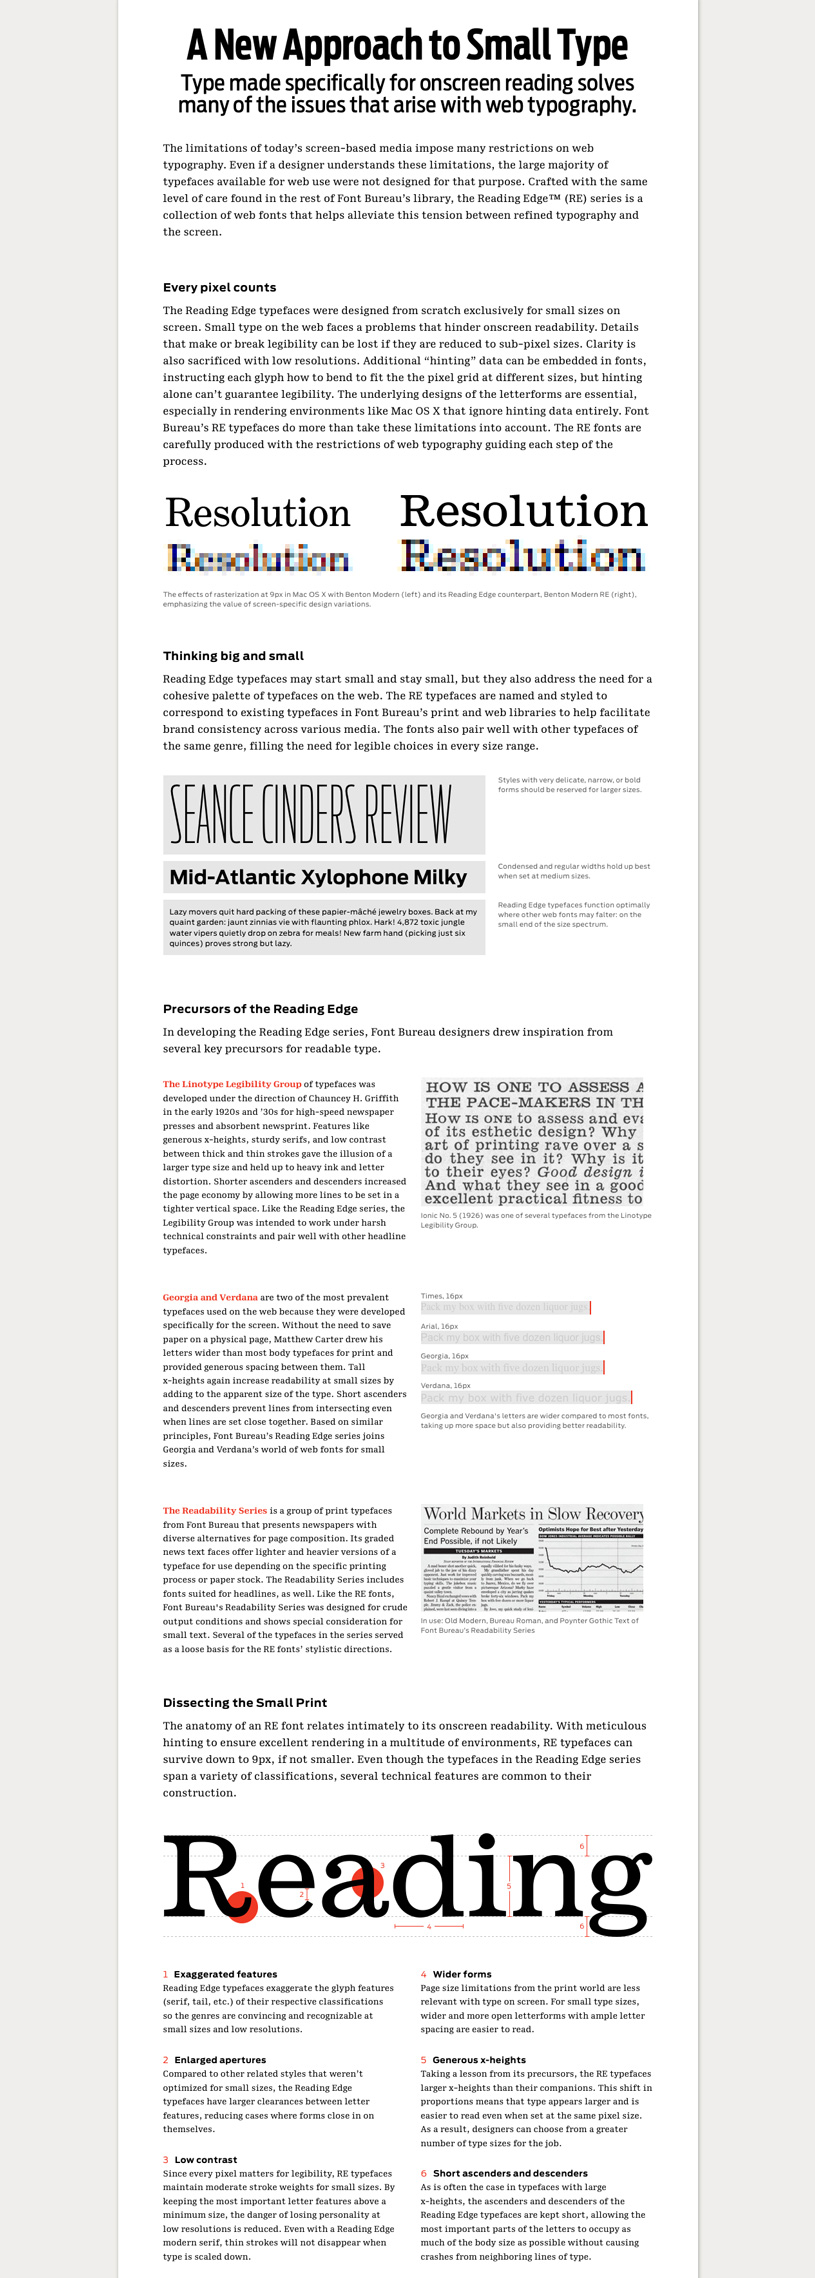 A New Approach to Small Type
Type made specifically for onscreen reading solves
many of the issues that arise with web typography.
The limitations of today's screen-based media impose many restrictions on web
typography. Even if a designer understands these limitations, the large majority of
typefaces available for web use were not designed for that purpose. Crafted with the same
level of care found in the rest of Font Bureau's library, the Reading Edge™ (RE) series is a
collection of web fonts that helps alleviate this tension between refined typography and
the screen.
Every pixel counts
The Reading Edge typefaces were designed from scratch exclusively for small sizes on
screen. Small type on the web faces a problems that hinder onscreen readability. Details
that make or break legibility can be lost if they are reduced to sub-pixel sizes. Clarity is
also sacrificed with low resolutions. Additional “hinting” data can be embedded in fonts,
instructing each glyph how to bend to fit the the pixel grid at different sizes, but hinting
alone can't guarantee legibility. The underlying designs of the letterforms are essential,
especially in rendering environments like Mac OS X that ignore hinting data entirely. Font
Bureau's RE typefaces do more than take these limitations into account. The RE fonts are
carefully produced with the restrictions of web typography guiding each step of the
process.
Resolution Resolution
Resolution Resolution
The effects of rasterization at 9px in Mac OS X with Benton Modern (left) and its Reading Edge counterpart, Benton Modern RE (right),
emphasizing the value of screen-specific design variations.
Thinking big and small
Reading Edge typefaces may start small and stay small, but they also address the need for a
cohesive palette of typefaces on the web. The RE typefaces are named and styled to
correspond to existing typefaces in Font Bureau's print and web libraries to help facilitate
brand consistency across various media. The fonts also pair well with other typefaces of
the same genre, filling the need for legible choices in every size range.
SEANCE CINDERS REVIEW
Styles with very delicate, narrow, or bold
forms should be reserved for larger sizes.
Mid-Atlantic Xylophone Milky
Condensed and regular widths hold up best
when set at medium sizes.
Lazy movers quit hard packing of these papier-mâché jewelry boxes. Back at my
quaint garden: jaunt zinnias vie with flaunting phlox. Hark! 4,872 toxic jungle
water vipers quietly drop on zebra for meals! New farm hand (picking just six
quinces) proves strong but lazy.
Reading Edge typefaces function optimally
where other web fonts may falter: on the
small end of the size spectrum.
Precursors of the Reading Edge
In developing the Reading Edge series, Font Bureau designers drew inspiration from
several key precursors for readable type.
The Linotype Legibility Group of typefaces was
developed under the direction of Chauncey H. Griffith
in the early 1920s and '30s for high-speed newspaper
presses and absorbent newsprint. Features like
generous x-heights, sturdy serifs, and low contrast
between thick and thin strokes gave the illusion of a
larger type size and held up to heavy ink and letter
distortion. Shorter ascenders and descenders increased
the page economy by allowing more lines to be set in a
tighter vertical space. Like the Reading Edge series, the
Legibility Group was intended to work under harsh
technical constraints and pair well with other headline
typefaces.
HOW IS ONE TO ASSESS A
THE PACE-MAKERS IN TH
How is one to assess and eva
of its esthetic design? Why
art of printing rave over a s
do they see in it? Why is it
to their eyes? Good design i
And what they see in a good
excellent practical fitness to
Ionic No. 5 (1926) was one of several typefaces from the Linotype
Legibility Group.
Georgia and Verdana are two of the most prevalent
typefaces used on the web because they were developed
specifically for the screen. Without the need to save
paper on a physical page, Matthew Carter drew his
letters wider than most body typefaces for print and
provided generous spacing between them. Tall
x-heights again increase readability at small sizes by
adding to the apparent size of the type. Short ascenders
and descenders prevent lines from intersecting even
when lines are set close together. Based on similar
principles, Font Bureau's Reading Edge series joins
Georgia and Verdana's world of web fonts for small
sizes.
Times, 16px
Pack my box with five dozen liquor jugs.
Arial, 16px
Pack my box with five dozen liquor jugs.
Georgia, 16px
Pack my box with five dozen liquor jugs.
Verdana, 16px
Pack my box with five dozen liquor jugs.
Georgia and Verdana's letters are wider compared to most fonts,
taking up more space but also providing better readability.
The Readability Series is a group of print typefaces
from Font Bureau that presents newspapers with
diverse alternatives for page composition. Its graded
news text faces offer lighter and heavier versions of a
typeface for use depending on the specific printing
process or paper stock. The Readability Series includes
fonts suited for headlines, as well. Like the RE fonts,
Font Bureau's Readability Series was designed for crude
output conditions and shows special consideration for
small text. Several of the typefaces in the series served
as a loose basis for the RE fonts' stylistic directions.
World Markets in Slow Recovery
Complete Rebound by Year's
End Possible, if not Likely
TUESDAY'S MARKETS
By Judith Reinhold
Optimists Hope for Best after Yesterday
In use: Old Modern, Bureau Roman, and Poynter Gothic Text of
Font Bureau's Readability Series
Dissecting the Small Print
The anatomy of an RE font relates intimately to its onscreen readability. With meticulous
hinting to ensure excellent rendering in a multitude of environments, RE typefaces can
survive down to 9px, if not smaller. Even though the typefaces in the Reading Edge series
span a variety of classifications, several technical features are common to their
construction.
Reading
1
2
3
4
5
6
6
1 Exaggerated features
Reading Edge typefaces exaggerate the glyph features
(serif, tail, etc.) of their respective classifications
so the genres are convincing and recognizable at
small sizes and low resolutions.
2 Enlarged apertures
Compared to other related styles that weren't
optimized for small sizes, the Reading Edge
typefaces have larger clearances between letter
features, reducing cases where forms close in on
themselves.
3 Low contrast
Since every pixel matters for legibility, RE typefaces
maintain moderate stroke weights for small sizes. By
keeping the most important letter features above a
minimum size, the danger of losing personality at
low resolutions is reduced. Even with a Reading Edge
modern serif, thin strokes will not disappear when
type is scaled down.
4 Wider forms
Page size limitations from the print world are less
relevant with type on screen. For small type sizes,
wider and more open letterforms with ample letter
spacing are easier to read.
5 Generous x-heights
Taking a lesson from its precursors, the RE typefaces
larger x-heights than their companions. This shift in
proportions means that type appears larger and is
easier to read even when set at the same pixel size.
As a result, designers can choose from a greater
number of type sizes for the job.
6 Short ascenders and descenders
As is often the case in typefaces with large
x-heights, the ascenders and descenders of the
Reading Edge typefaces are kept short, allowing the
most important parts of the letters to occupy as
much of the body size as possible without causing
crashes from neighboring lines of type.